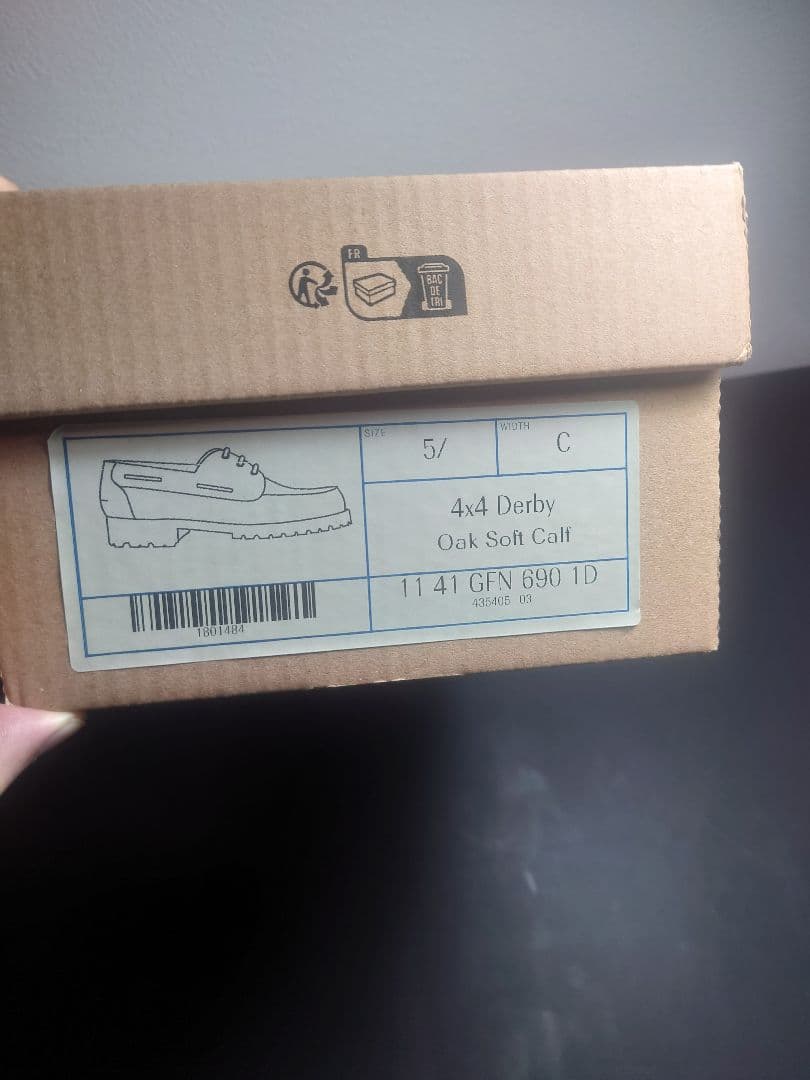 FR
BAC
DE
TRI
SIZE
5/
WIDTH
C
4x4 Derby
Oak Soft Calf
11 41 GFN 690 1D
435405 03
1801484